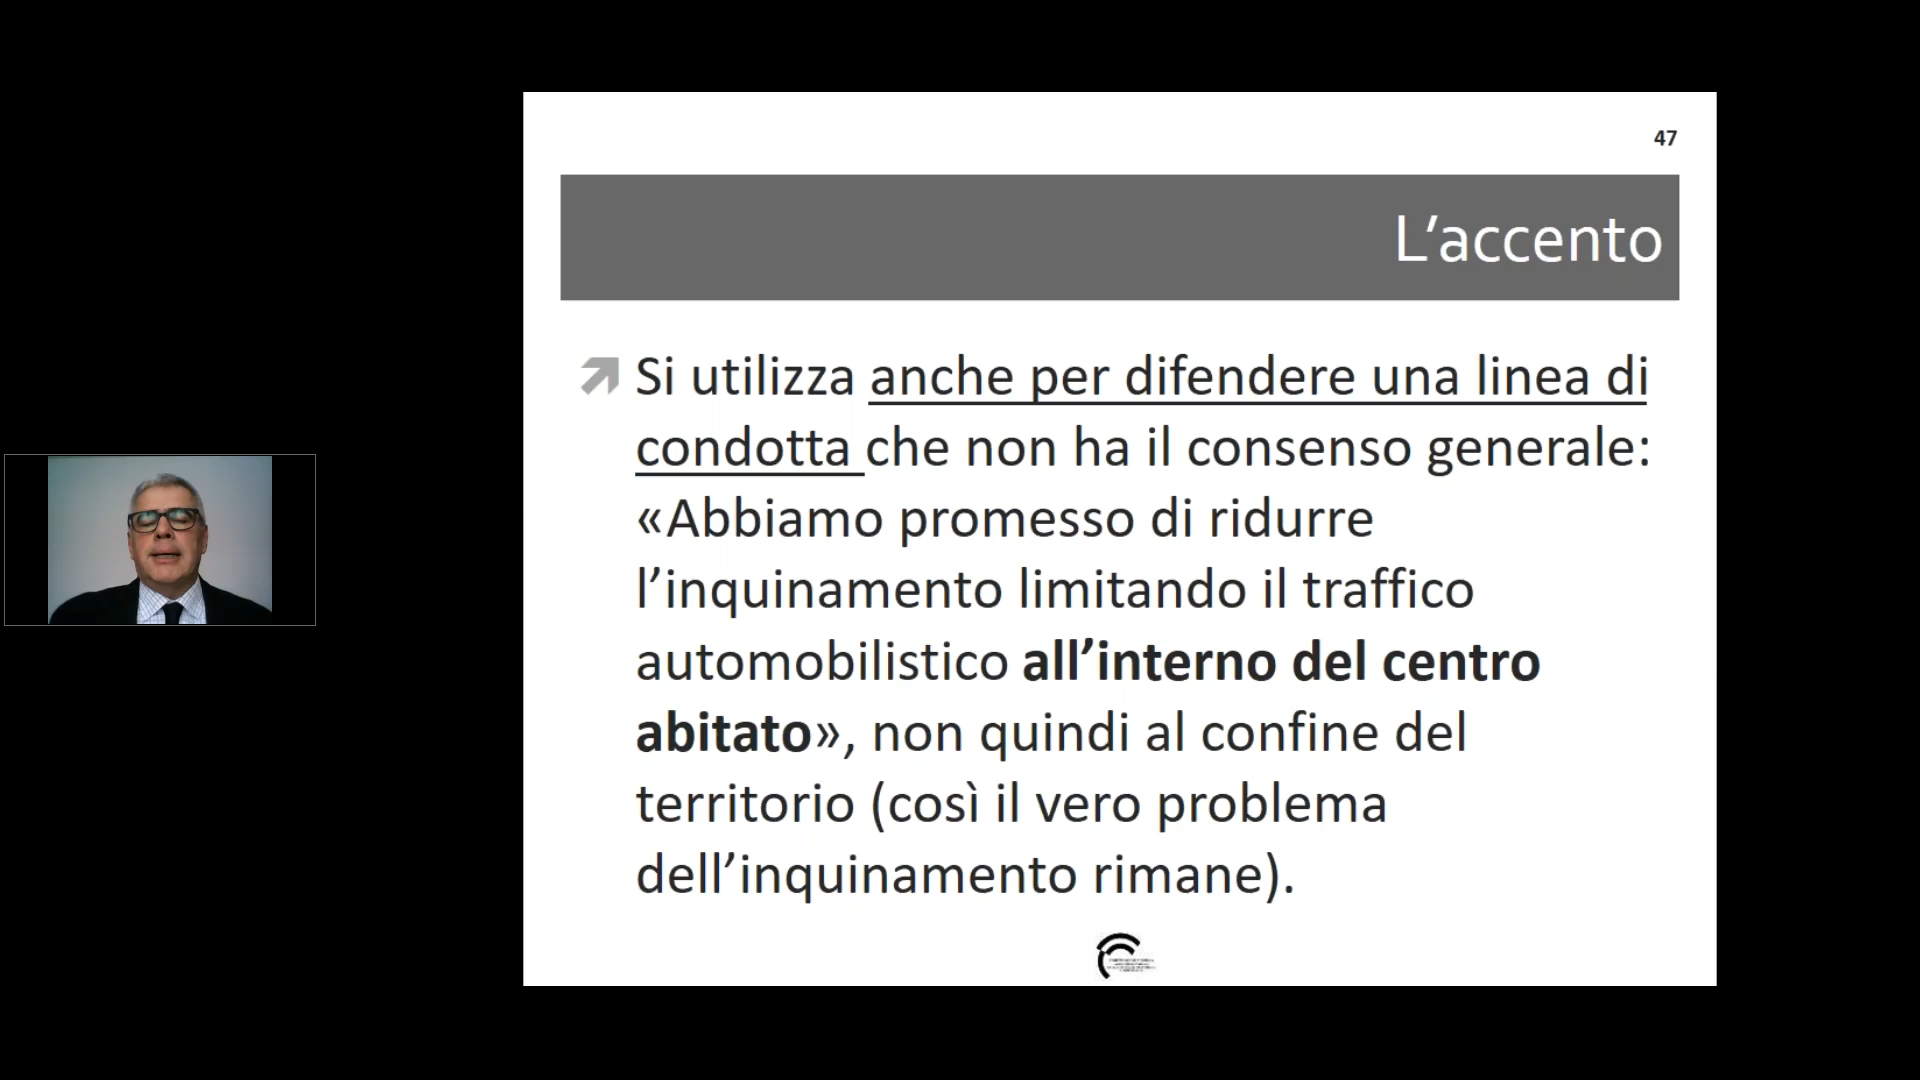 47
L’accento
Si utilizza anche per difendere una linea di
condotta che non ha il consenso generale:
«Abbiamo promesso di ridurre
l’inquinamento limitando il traffico
automobilistico all’interno del centro
abitato», non quindi al confine del
territorio (così il vero problema
dell’inquinamento rimane).